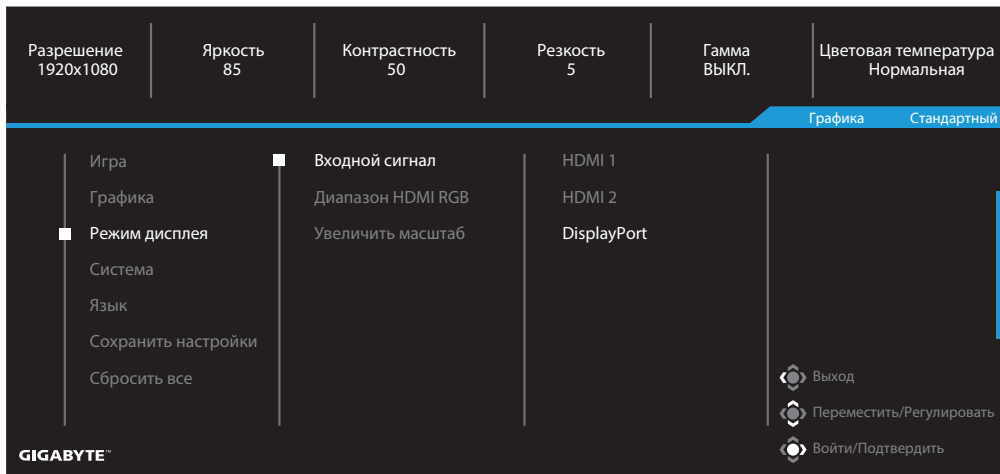 Разрешение
1920x1080
Яркость
85
Контрастность
50
Резкость
5
Гамма
ВЫКЛ.
Цветовая температура
Нормальная
Графика
Стандартный
Игра
Графика
Режим дисплея
Система
Язык
Сохранить настройки
Сбросить все
Входной сигнал
Диапазон HDMI RGB
Увеличить масштаб
HDMI 1
HDMI 2
DisplayPort
Выход
Переместить/Регулировать
Войти/Подтвердить
GIGABYTE™